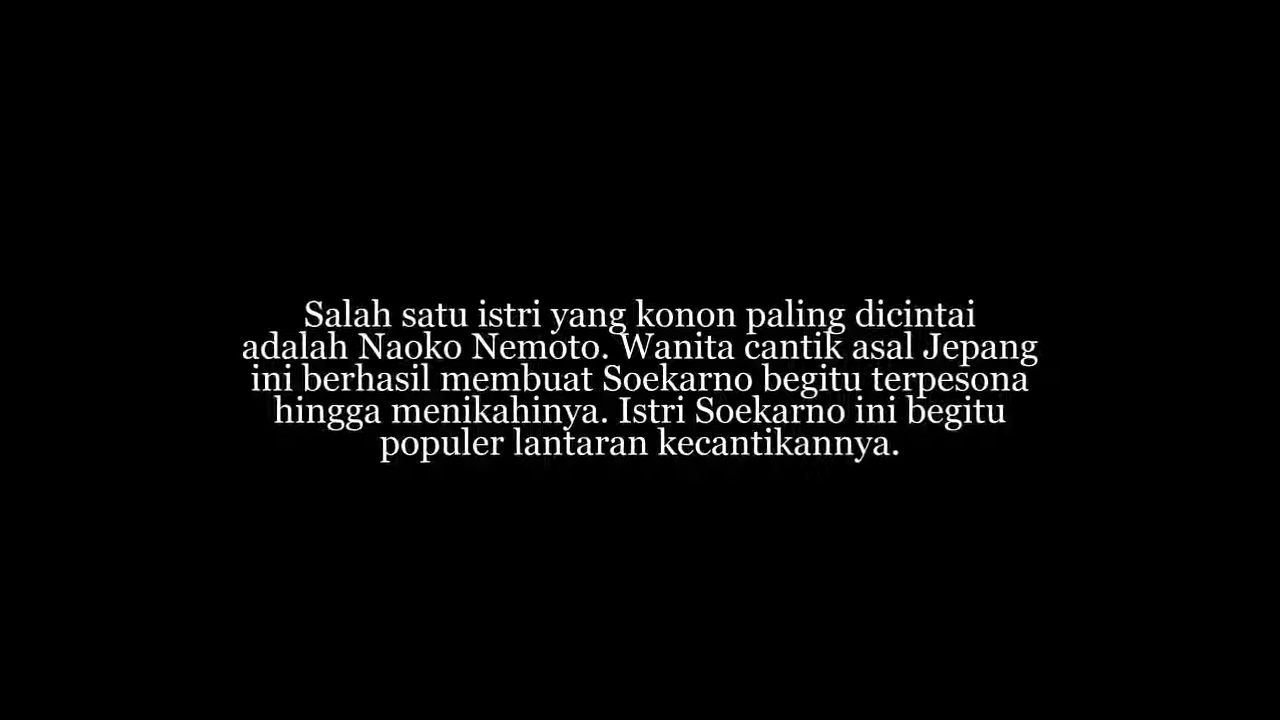 Salah satu istri yang konon paling dicintai
adalah Naoko Nemoto. Wanita cantik asal Jepang
ini berhasil membuat Soekarno begitu terpesona
hingga menikahinya. Istri Soekarno ini begitu
populer lantaran kecantikannya.